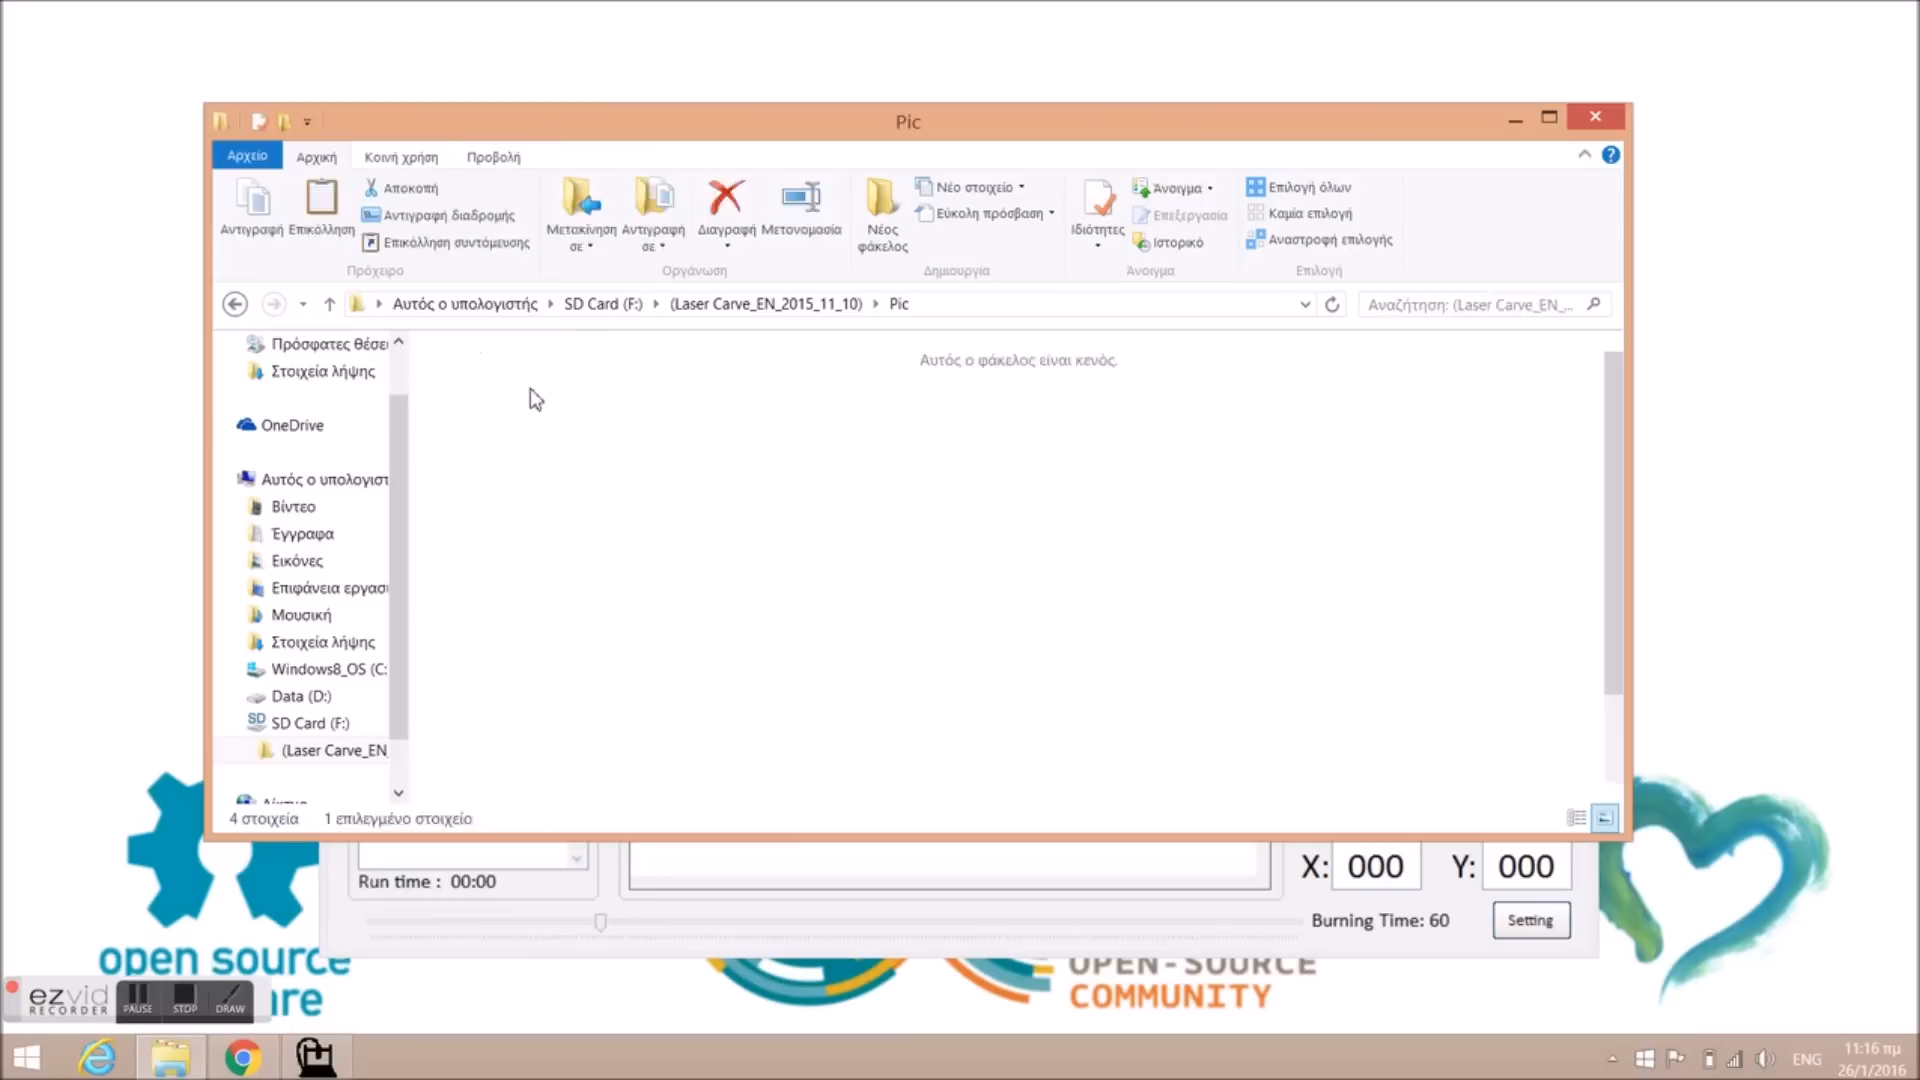 Pic
Αρχείο
Αρχική
Κοινή χρήση
Προβολή
Αντιγραφή
Επικόλληση
Αποκοπή
Αντιγραφή διαδρομής
Επικόλληση συντόμευσης
Πρόχειρο
Μετακίνηση
σε
Αντιγραφή
σε
Διαγραφή
Μετονομασία
Οργάνωση
Νέος
φάκελος
Νέο στοιχείο
Εύκολη πρόσβαση
Δημιουργία
Ιδιότητες
Άνοιγμα
Επεξεργασία
Ιστορικό
Άνοιγμα
Επιλογή όλων
Καμία επιλογή
Αναστροφή επιλογής
Επιλογή
Αυτός ο υπολογιστής
SD Card (F:)
(Laser Carve_EN_2015_11_10)
Pic
Αναζήτηση: (Laser Carve_EN_...
Πρόσφατες θέσει
Στοιχεία λήψης
OneDrive
Αυτός ο υπολογιστ
Βίντεο
Έγγραφα
Εικόνες
Επιφάνεια εργασι
Μουσική
Στοιχεία λήψης
Windows8_OS (C:
Data (D:)
SD Card (F:)
(Laser Carve_EN_
Αυτός ο φάκελος είναι κενός.
4 στοιχεία
1 επιλεγμένο στοιχείο
Run time : 00:00
X: 000
Y: 000
Burning Time: 60
Setting
open source
are
OPEN-SOURCE
COMMUNITY
ezvid
RECORDER
PAUSE
STOP
DRAW
ENG
11:16 πμ
26/1/2016